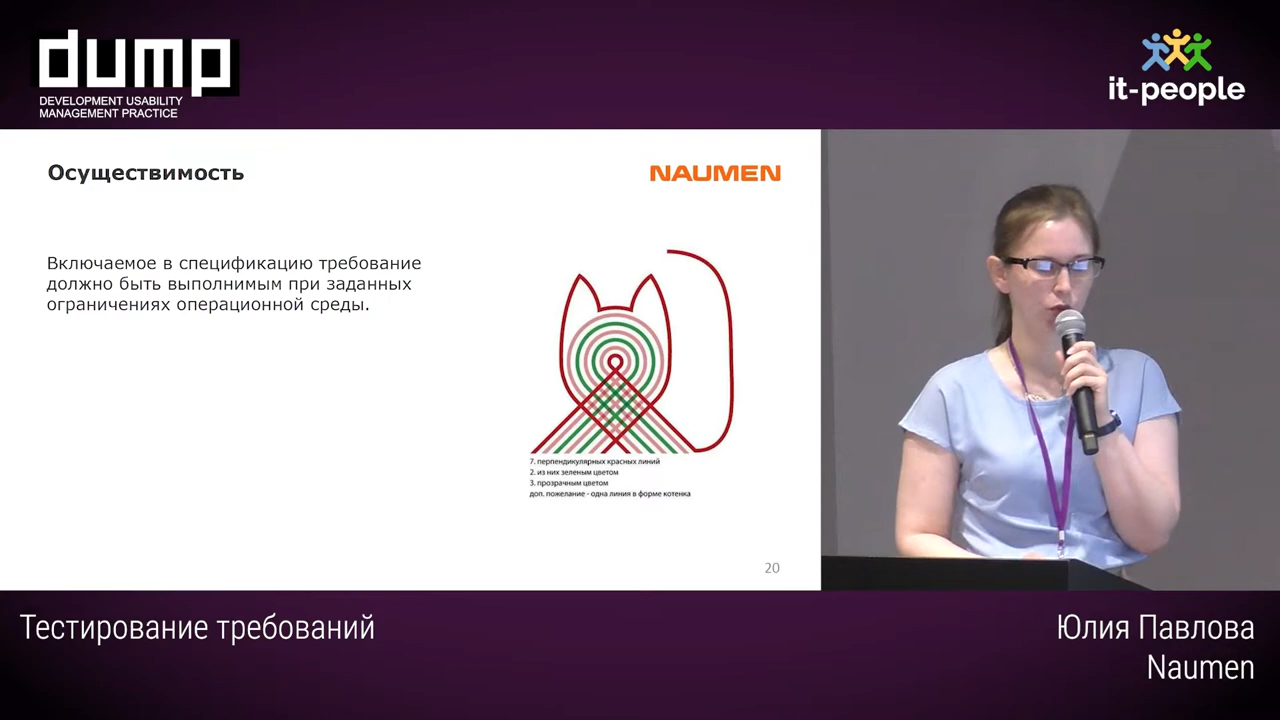 dump
DEVELOPMENT USABILITY
MANAGEMENT PRACTICE
it-people
Осуществимость
NAUMEN
Включаемое в спецификацию требование
должно быть выполнимым при заданных
ограничениях операционной среды.
7. перпендикулярных красных линий
2. из них зеленым цветом
3. прозрачным цветом
доп. пожелание - одна линия в форме котенка
20
Тестирование требований
Юлия Павлова
Naumen